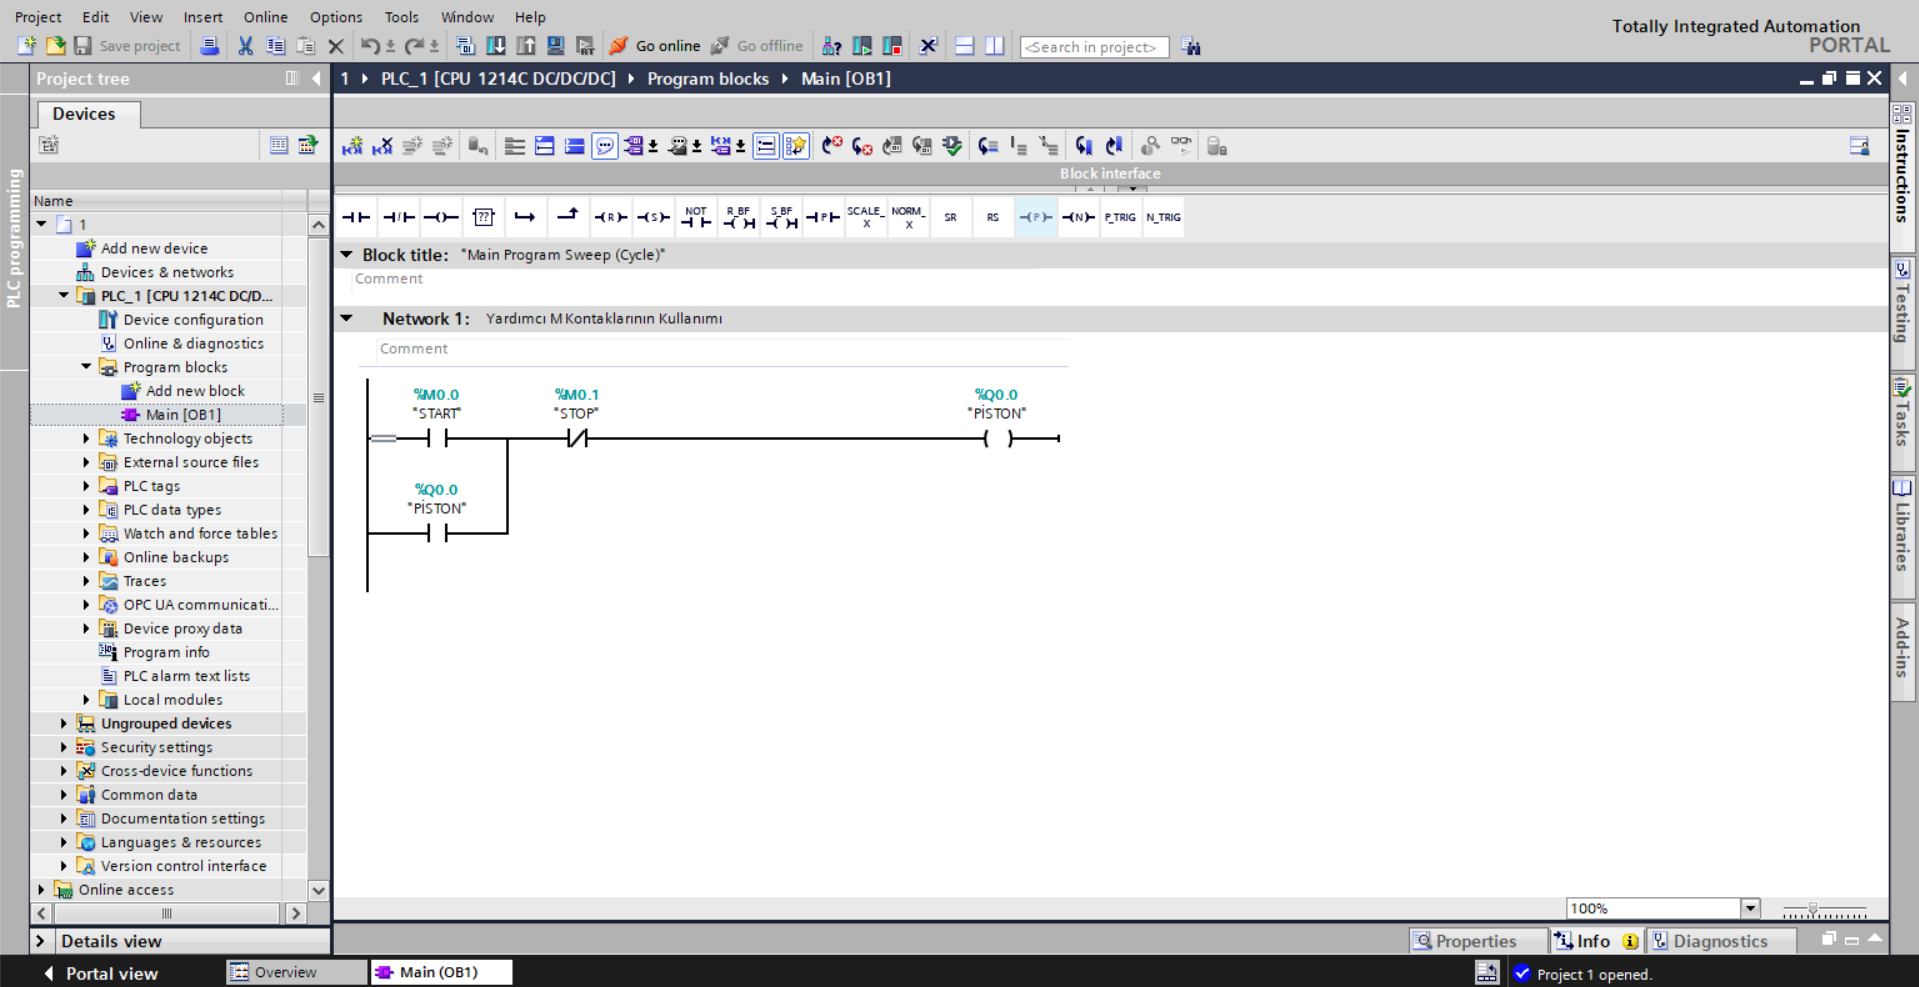 Project Edit View Insert Online Options Tools Window Help
Totally Integrated Automation
PORTAL
Save project
Go online
Go offline
<Search in project>
Project tree
1 PLC_1 [CPU 1214C DC/DC/DC] Program blocks Main [OB1]
Devices
Block interface
PLC programming
Name
1
Add new device
Devices & networks
PLC_1 [CPU 1214C DC/D...
Device configuration
Online & diagnostics
Program blocks
Add new block
Main [OB1]
Technology objects
External source files
PLC tags
PLC data types
Watch and force tables
Online backups
Traces
OPC UA communicati...
Device proxy data
Program info
PLC alarm text lists
Local modules
Ungrouped devices
Security settings
Cross-device functions
Common data
Documentation settings
Languages & resources
Version control interface
Online access
Details view
?? R S NOT R_BF S_BF P SCALE_X NORM_X SR RS P N P_TRIG N_TRIG
Block title: "Main Program Sweep (Cycle)"
Comment
Network 1: Yardımcı M Kontaklarının Kullanımı
Comment
%M0.0 %M0.1 %Q0.0
"START" "STOP" "PİSTON"
%Q0.0
"PİSTON"
Instructions
Testing
Tasks
Libraries
Add-ins
100%
Properties Info Diagnostics
Portal view Overview Main (OB1) Project 1 opened.